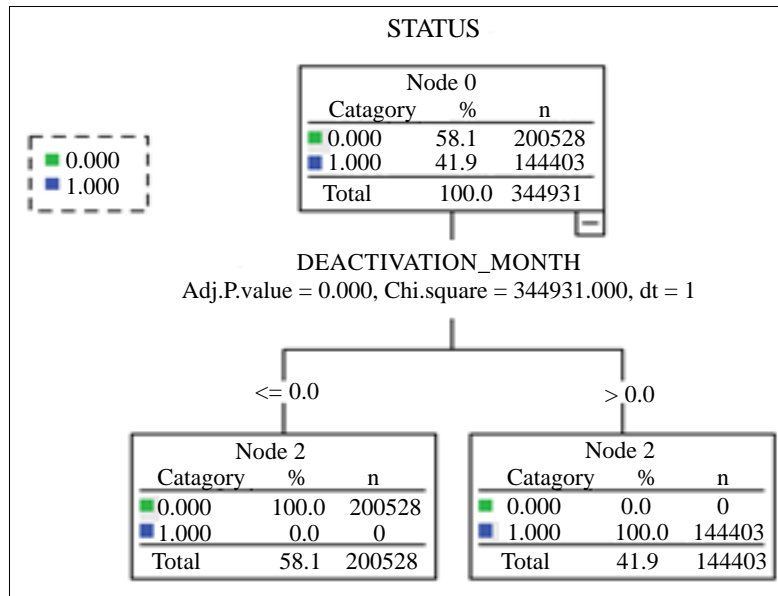 STATUS
Node 0
Catagory % n
0.000 58.1 200528
1.000 41.9 144403
Total 100.0 344931
0.000
1.000
DEACTIVATION_MONTH
Adj.P.value = 0.000, Chi.square = 344931.000, dt = 1
<= 0.0
> 0.0
Node 2
Catagory % n
0.000 100.0 200528
1.000 0.0 0
Total 58.1 200528
Node 2
Catagory % n
0.000 0.0 0
1.000 100.0 144403
Total 41.9 144403